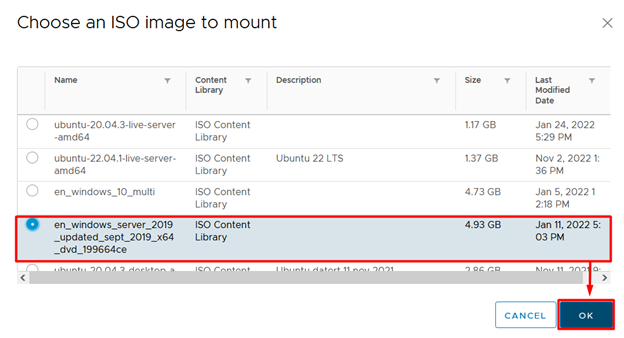 Choose an ISO image to mount
Name
Content
Library
Description
Size
Last
Modified
Date
ubuntu-20.04.3-live-server
-amd64
ISO Content
Library
1.17 GB
Jan 24, 2022
5:29 PM
ubuntu-22.04.1-live-server-
amd64
ISO Content
Library
Ubuntu 22 LTS
1.37 GB
Nov 2, 2022 1:
36 PM
en_windows_10_multi
ISO Content
Library
4.73 GB
Jan 5, 2022 1
2:18 PM
en_windows_server_2019
_updated_sept_2019_x64
_dvd_199664ce
ISO Content
Library
4.93 GB
Jan 11, 2022 5:
03 PM
ubuntu-20.04.3-desktop-a
ISO Content
Ubuntu datert 11 nov 2021
2.86 GB
Nov 11, 2021 9:
CANCEL
OK